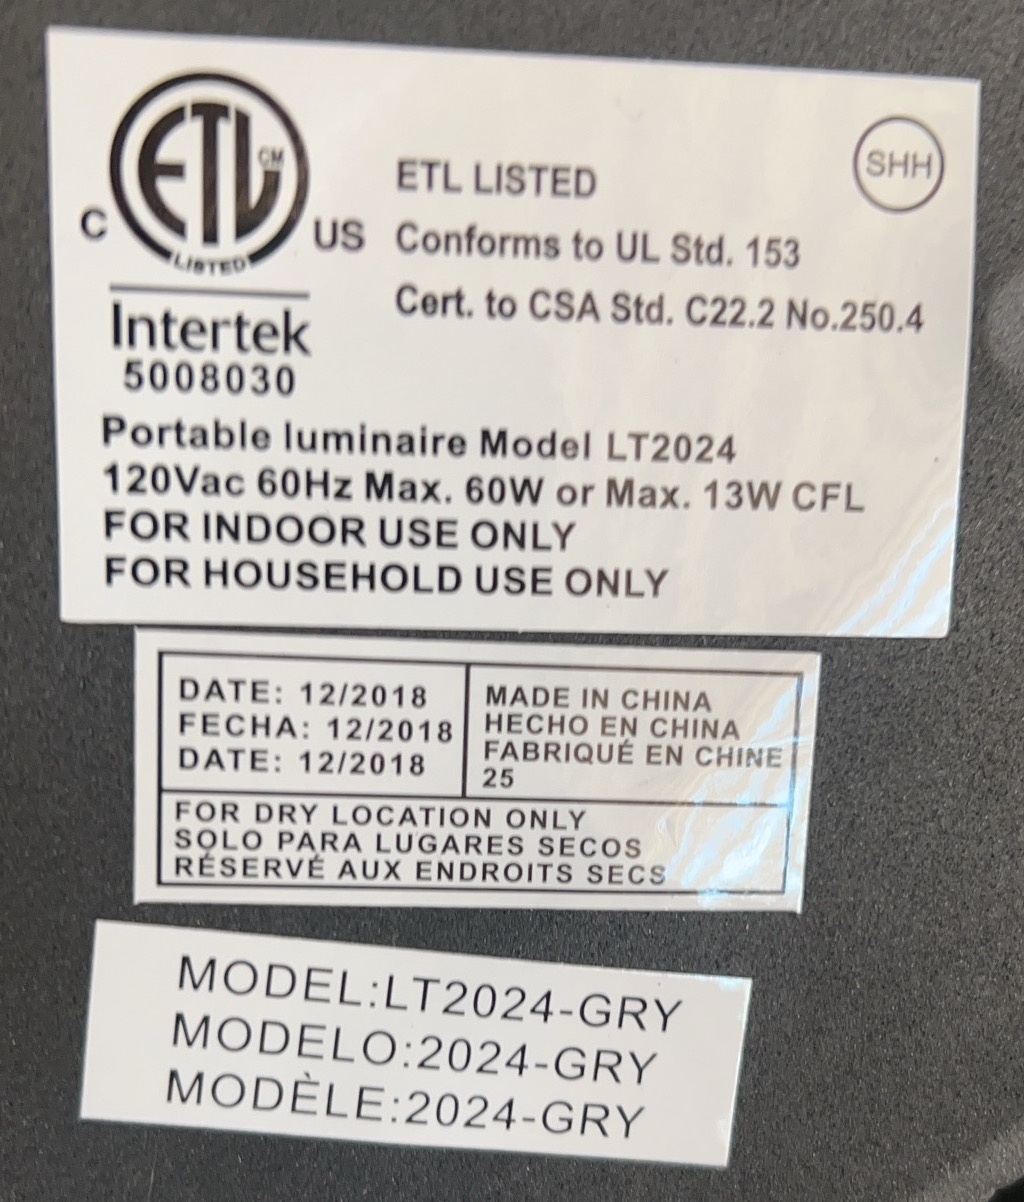 ETL CM
LISTED
C
US
Intertek
5008030
ETL LISTED
Conforms to UL Std. 153
Cert. to CSA Std. C22.2 No.250.4
SHH
Portable luminaire Model LT2024
120Vac 60Hz Max. 60W or Max. 13W CFL
FOR INDOOR USE ONLY
FOR HOUSEHOLD USE ONLY
DATE: 12/2018
FECHA: 12/2018
DATE: 12/2018
MADE IN CHINA
HECHO EN CHINA
FABRIQUÉ EN CHINE
25
FOR DRY LOCATION ONLY
SOLO PARA LUGARES SECOS
RÉSERVÉ AUX ENDROITS SECS
MODEL:LT2024-GRY
MODELO:2024-GRY
MODÈLE:2024-GRY